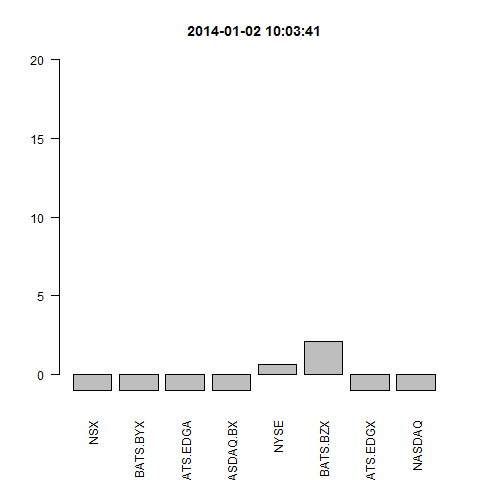 2014-01-02 10:03:41
20
15
10
5
0
NSX
BATS.BYX
ATS.EDGA
ASDAQ.BX
NYSE
BATS.BZX
ATS.EDGX
NASDAQ